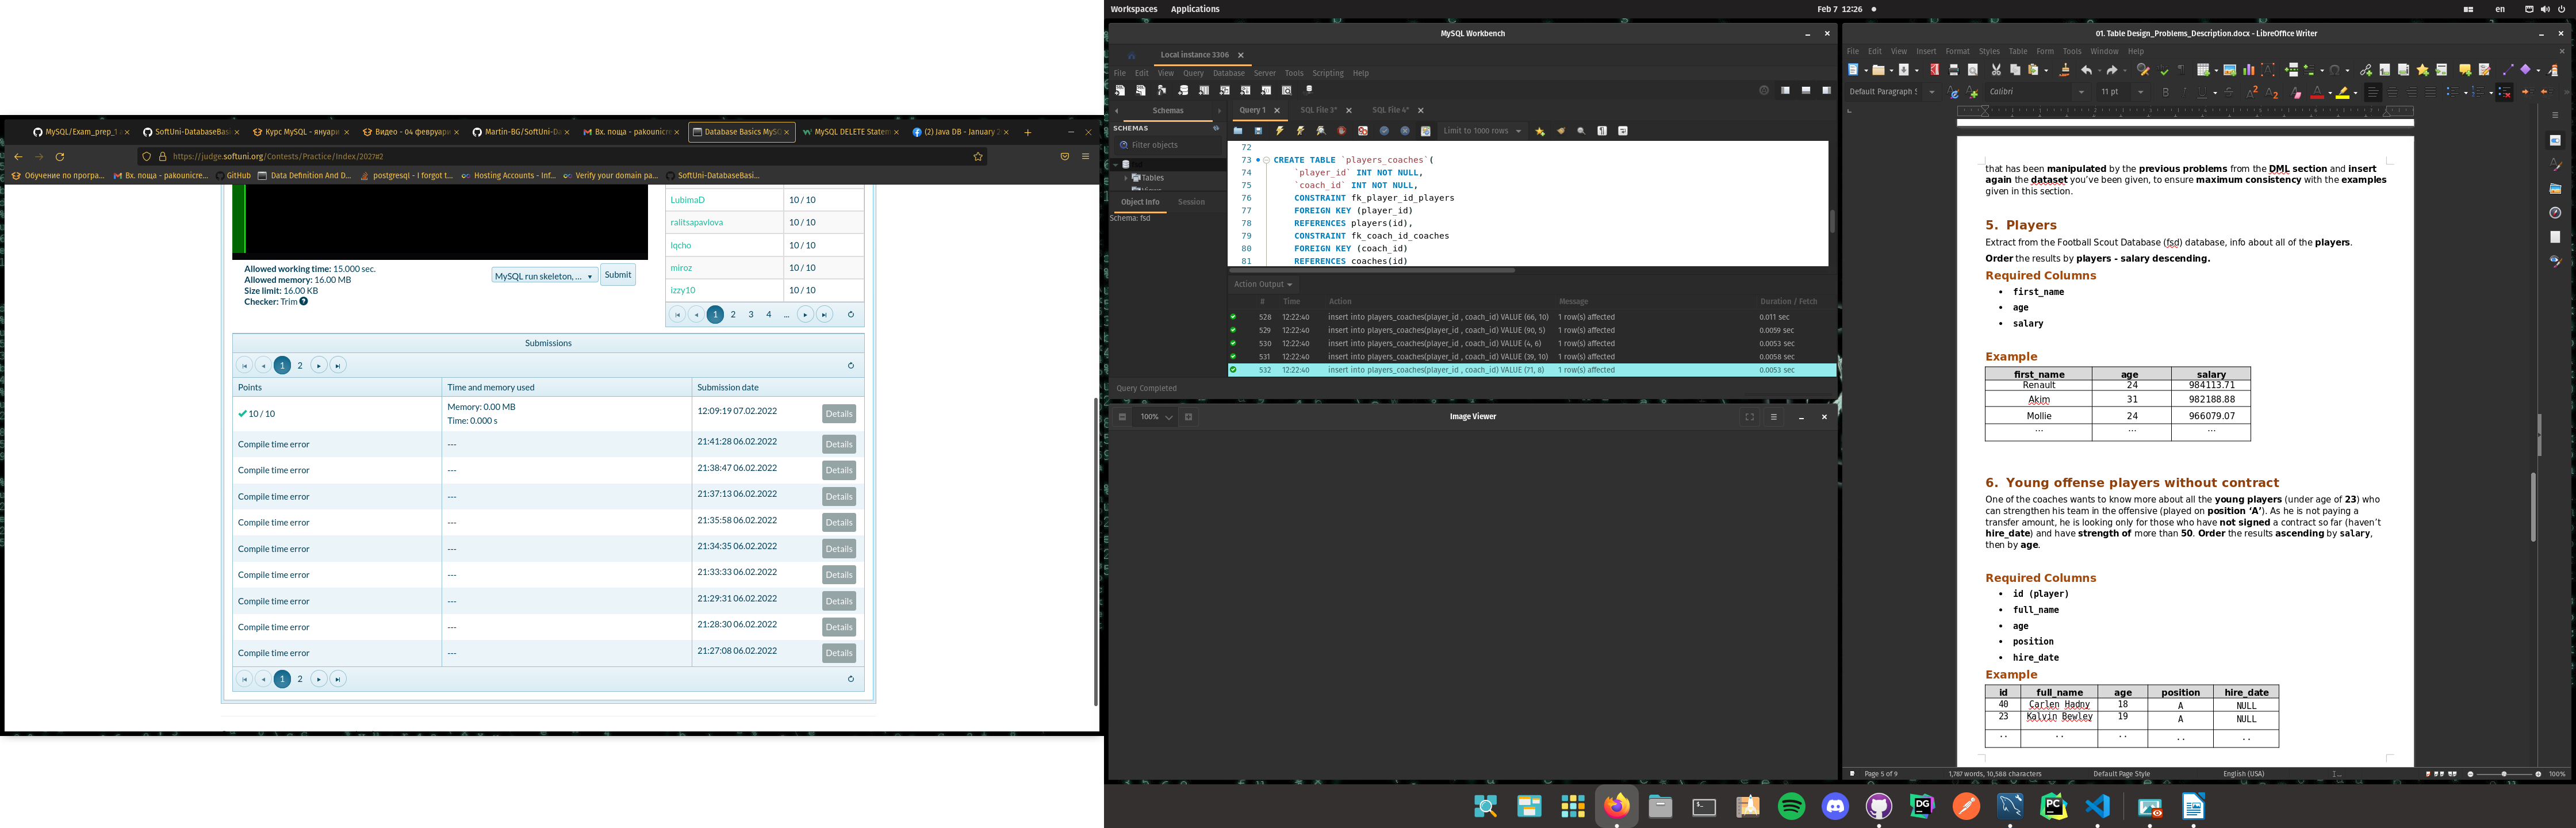 Workspaces Applications
Feb 7 12:26
en
MySQL/Exam_prep_1
SoftUni-DatabaseBas
Курс MySQL - януари
Видео - 04 февруари
Martin-BG/SoftUni-Da
Вх. поща - pakounicre
Database Basics MySQ
MySQL DELETE Statem
(2) Java DB - January 2
https://judge.softuni.org/Contests/Practice/Index/2027#2
Обучение по програ...
Вх. поща - pakounicre...
GitHub
Data Definition And D...
postgresql - I forgot t...
Hosting Accounts - Inf...
Verify your domain pa...
SoftUni-DatabaseBasi...
LubimaD 10 / 10
ralitsapavlova 10 / 10
Iqcho 10 / 10
miroz 10 / 10
izzy10 10 / 10
1 2 3 4 ...
Allowed working time: 15.000 sec.
Allowed memory: 16.00 MB
Size limit: 16.00 KB
Checker: Trim
MySQL run skeleton, ...
Submit
Submissions
1 2
Points Time and memory used Submission date
10 / 10 Memory: 0.00 MB 12:09:19 07.02.2022 Details
Time: 0.000 s
Compile time error --- 21:41:28 06.02.2022 Details
Compile time error --- 21:38:47 06.02.2022 Details
Compile time error --- 21:37:13 06.02.2022 Details
Compile time error --- 21:35:58 06.02.2022 Details
Compile time error --- 21:34:35 06.02.2022 Details
Compile time error --- 21:33:33 06.02.2022 Details
Compile time error --- 21:29:31 06.02.2022 Details
Compile time error --- 21:28:30 06.02.2022 Details
Compile time error --- 21:27:08 06.02.2022 Details
1 2
MySQL Workbench
Local instance 3306
File Edit View Query Database Server Tools Scripting Help
Schemas
SCHEMAS
Filter objects
Tables
Object Info Session
Schema: fsd
Query 1 SQL File 3* SQL File 4*
Limit to 1000 rows
72
73 CREATE TABLE `players_coaches`(
74 `player_id` INT NOT NULL,
75 `coach_id` INT NOT NULL,
76 CONSTRAINT fk_player_id_players
77 FOREIGN KEY (player_id)
78 REFERENCES players(id),
79 CONSTRAINT fk_coach_id_coaches
80 FOREIGN KEY (coach_id)
81 REFERENCES coaches(id)
Action Output
# Time Action Message Duration / Fetch
528 12:22:40 insert into players_coaches(player_id , coach_id) VALUE (66, 10) 1 row(s) affected 0.011 sec
529 12:22:40 insert into players_coaches(player_id , coach_id) VALUE (90, 5) 1 row(s) affected 0.0059 sec
530 12:22:40 insert into players_coaches(player_id , coach_id) VALUE (4, 6) 1 row(s) affected 0.0053 sec
531 12:22:40 insert into players_coaches(player_id , coach_id) VALUE (39, 10) 1 row(s) affected 0.0058 sec
532 12:22:40 insert into players_coaches(player_id , coach_id) VALUE (71, 8) 1 row(s) affected 0.0053 sec
Query Completed
100%
Image Viewer
01. Table Design_Problems_Description.docx - LibreOffice Writer
File Edit View Insert Format Styles Table Form Tools Window Help
Default Paragraph S
Calibri
11 pt
that has been manipulated by the previous problems from the DML section and insert
again the dataset you've been given, to ensure maximum consistency with the examples
given in this section.
5. Players
Extract from the Football Scout Database (fsd) database, info about all of the players.
Order the results by players - salary descending.
Required Columns
• first_name
• age
• salary
Example
first_name age salary
Renault 24 984113.71
Akim 31 982188.88
Mollie 24 966079.07
... ... ...
6. Young offense players without contract
One of the coaches wants to know more about all the young players (under age of 23) who
can strengthen his team in the offensive (played on position ‘A’). As he is not paying a
transfer amount, he is looking only for those who have not signed a contract so far (haven’t
hire_date) and have strength of more than 50. Order the results ascending by salary,
then by age.
Required Columns
• id (player)
• full_name
• age
• position
• hire_date
Example
id full_name age position hire_date
40 Carlen Hadny 18 A NULL
23 Kalvin Bewley 19 A NULL
.. .. .. .. ..
Page 5 of 9
1,787 words, 10,588 characters
Default Page Style
English (USA)
100%